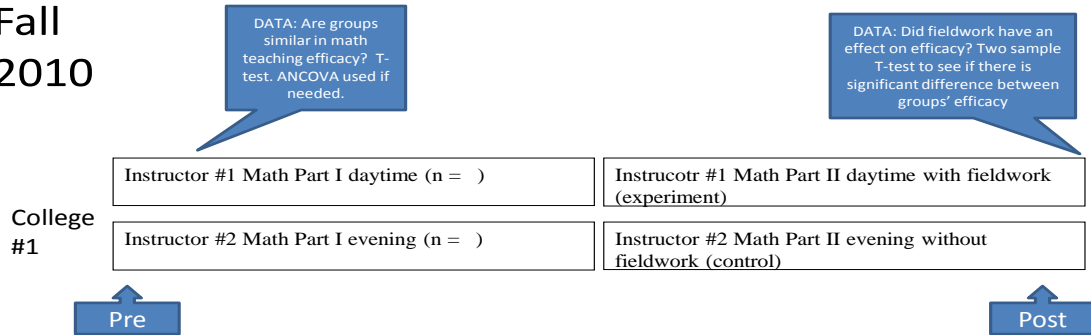 Fall
2010
DATA: Are groups
similar in math
teaching efficacy? T-
test. ANCOVA used if
needed.
DATA: Did fieldwork have an
effect on efficacy? Two sample
T-test to see if there is
significant difference between
groups' efficacy
Instructor #1 Math Part I daytime (n =   )
Instrucotr #1 Math Part II daytime with fieldwork
(experiment)
College
#1
Instructor #2 Math Part I evening (n =   )
Instructor #2 Math Part II evening without
fieldwork (control)
Pre
Post